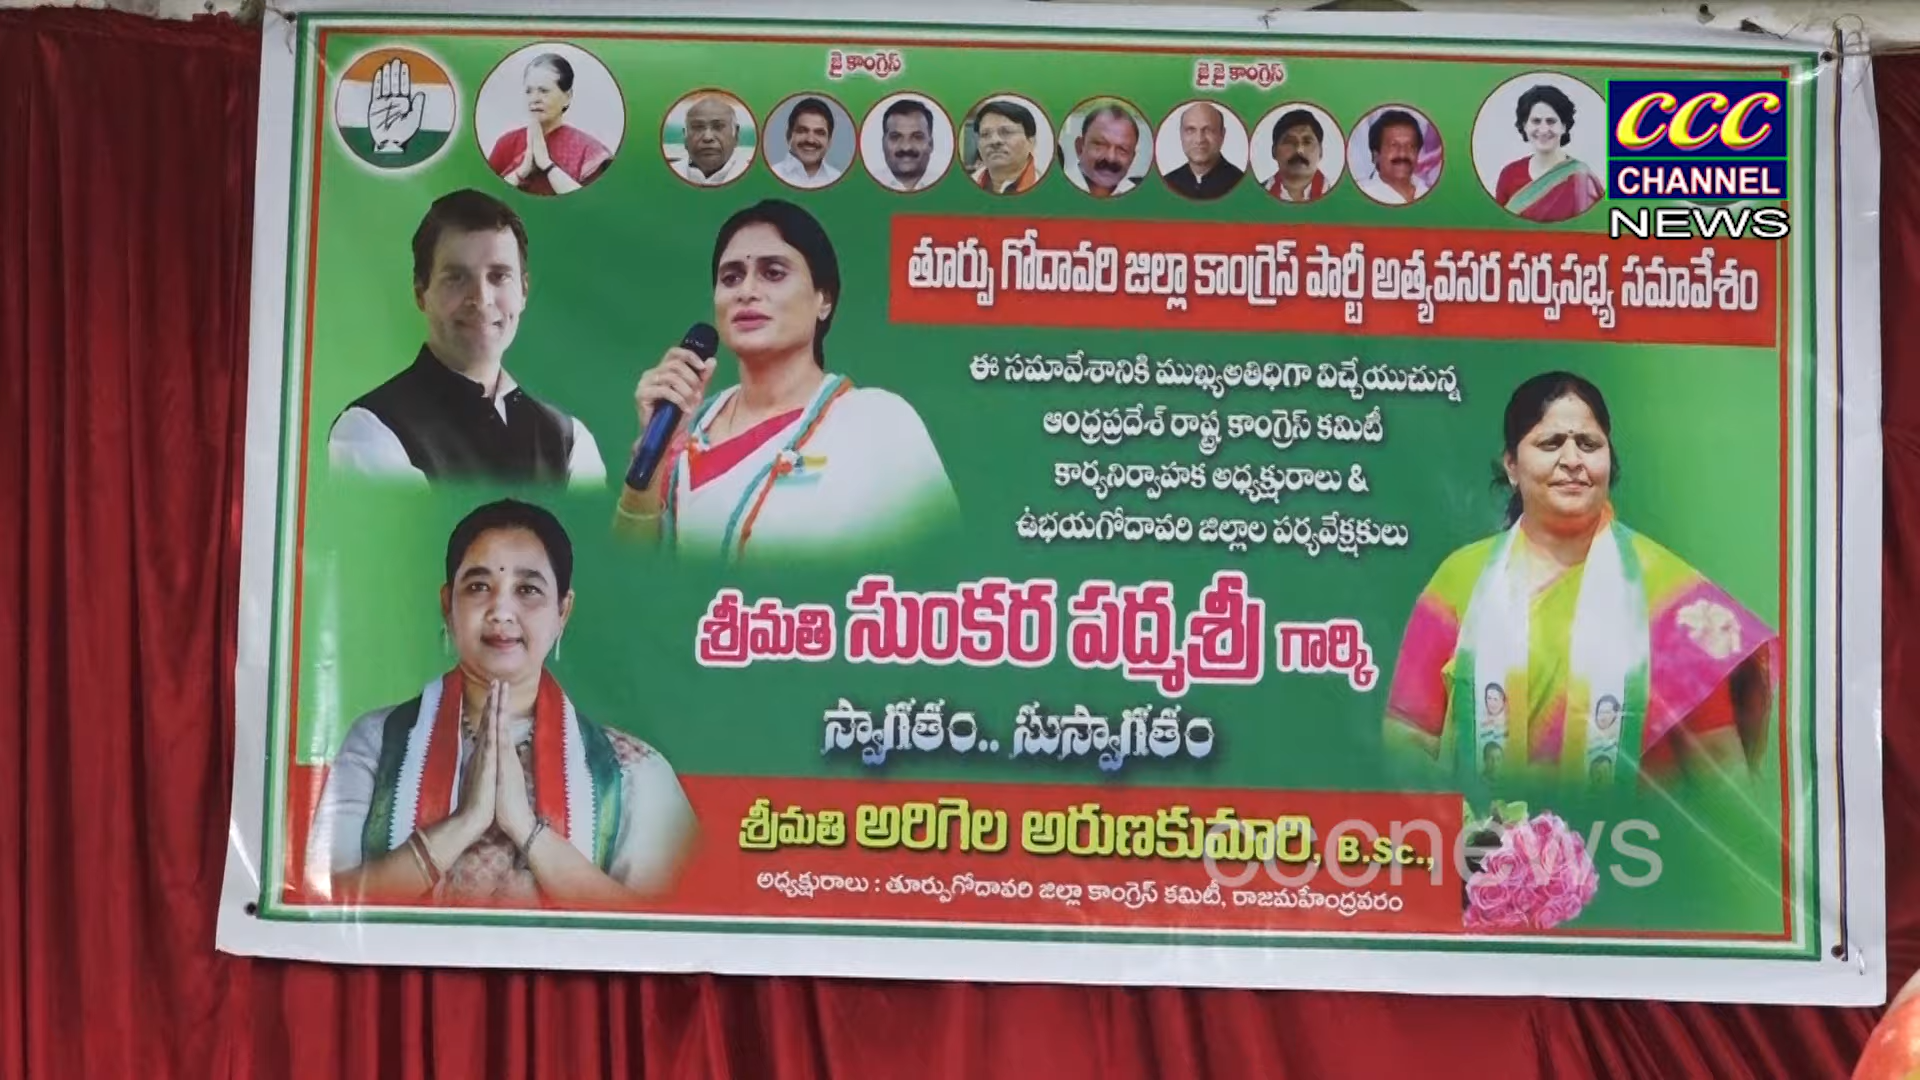 జై కాంగ్రెస్
జై జై కాంగ్రెస్
CCC
CHANNEL
NEWS
తూర్పు గోదావరి జిల్లా కాంగ్రెస్ పార్టీ అత్యవసర సర్వసభ్య సమావేశం
ఈ సమావేశానికి ముఖ్యఅతిధిగా విచ్చేయుచున్న
ఆంధ్రప్రదేశ్ రాష్ట్ర కాంగ్రెస్ కమిటీ
కార్యనిర్వాహక అధ్యక్షురాలు &
ఉభయగోదావరి జిల్లాల పర్యవేక్షకులు
శ్రీమతి సుంకర పద్మశ్రీ గార్కి
స్వాగతం.. సుస్వాగతం
శ్రీమతి అరిగెల అరుణకుమారి, B.Sc.,
cccnews
అధ్యక్షురాలు : తూర్పుగోదావరి జిల్లా కాంగ్రెస్ కమిటీ, రాజమహేంద్రవరం